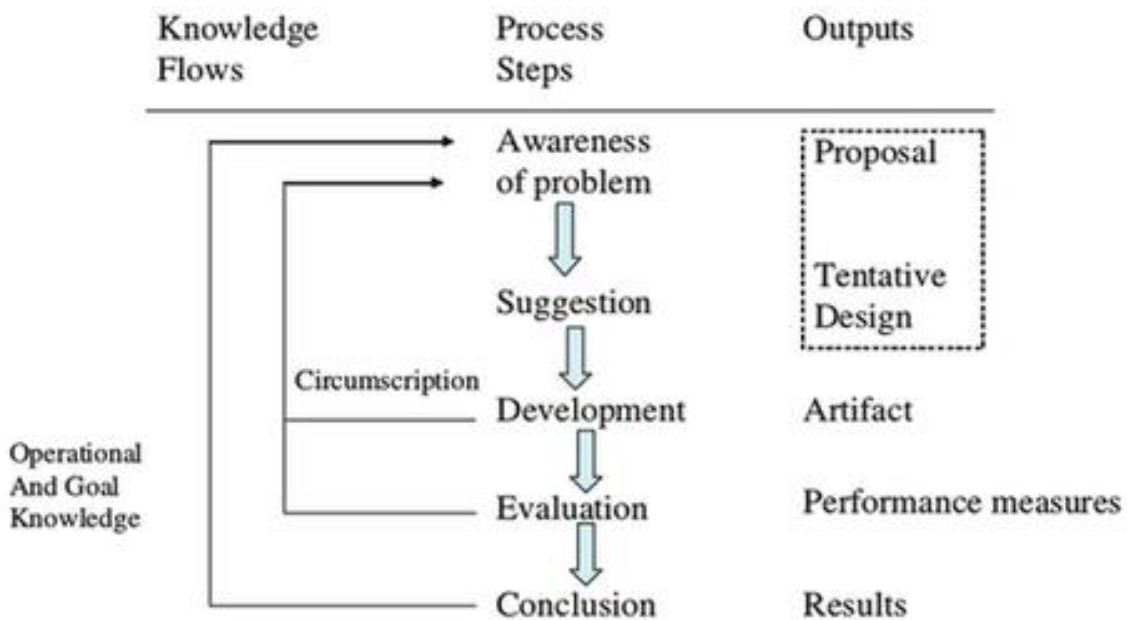 Knowledge
Flows
Process
Steps
Outputs
Awareness
of problem
Proposal
Suggestion
Tentative
Design
Circumscription
Development
Artifact
Operational
And Goal
Knowledge
Evaluation
Performance measures
Conclusion
Results